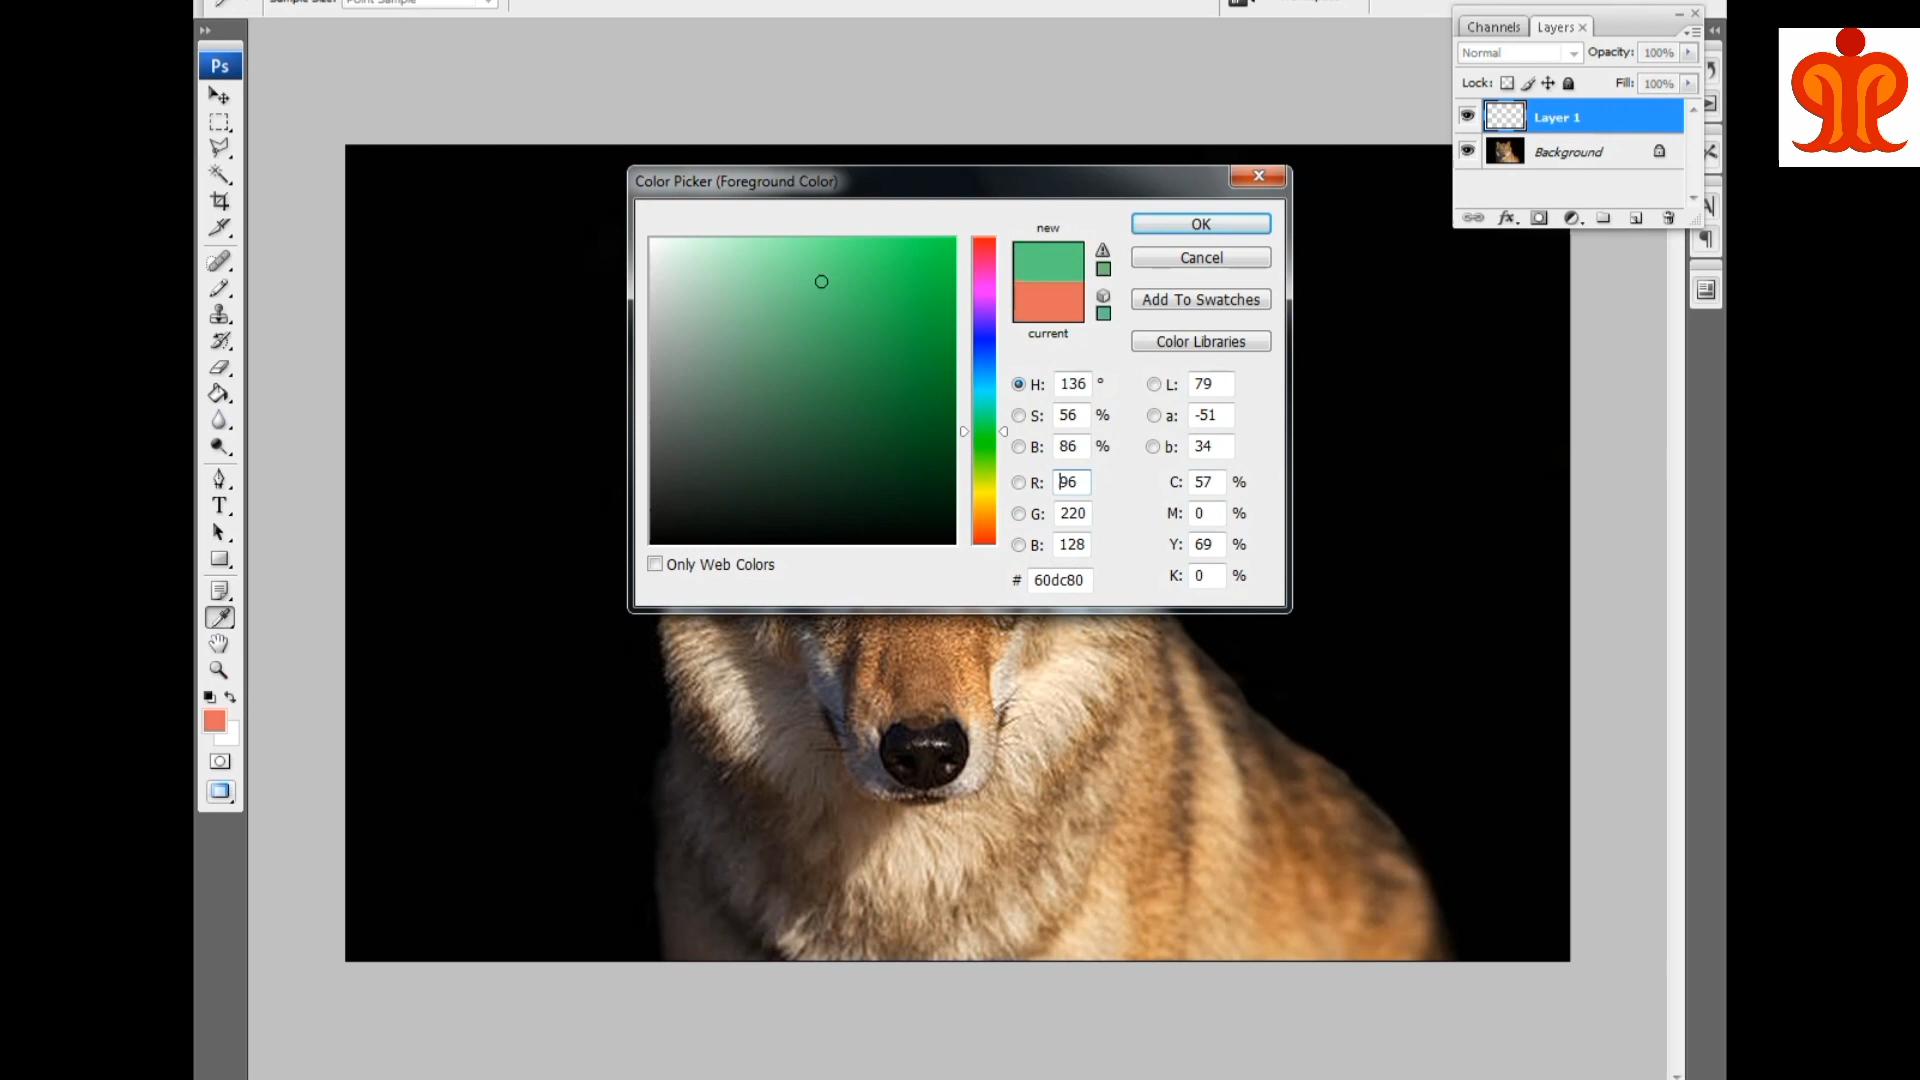 Sample Size: Point Sample
Channels
Layers
Normal
Opacity: 100%
Lock:
Fill: 100%
Layer 1
Background
Ps
T
Color Picker (Foreground Color)
new
current
OK
Cancel
Add To Swatches
Color Libraries
H: 136 °
S: 56 %
B: 86 %
R: 96
G: 220
B: 128
# 60dc80
L: 79
a: -51
b: 34
C: 57 %
M: 0 %
Y: 69 %
K: 0 %
Only Web Colors